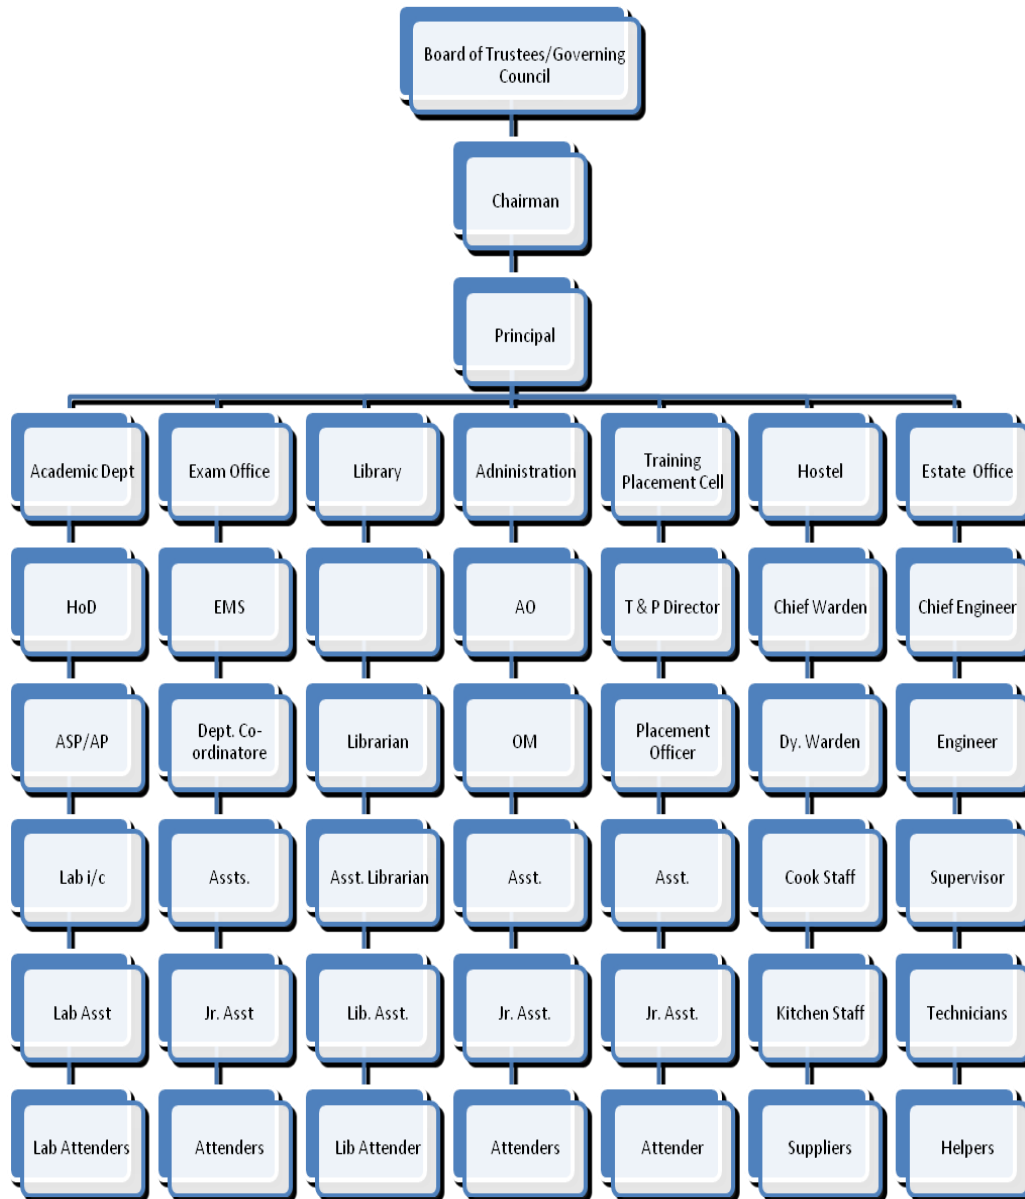 Board of Trustees/Governing
Council
Chairman
Principal
Academic Dept
Exam Office
Library
Adninistration
Training
Placement Cell
Hostel
Estate Office
HoD
EMS
AO
T & P Director
Chief Warden
Chief Engineer
ASP/AP
Dept. Co-
ordinatore
Librarian
OM
Placement
Officer
Dy. Warden
Engineer
Lab i/c
Assts.
Asst. Librarian
Asst.
Asst.
Cook Staff
Supervisor
Lab Asst
Jr. Asst
Lib. Asst.
Jr. Asst.
Jr. Asst.
Kitchen Staff
Technicians
Lab Attenders
Attenders
Lib Attender
Attenders
Attender
Suppliers
Helpers